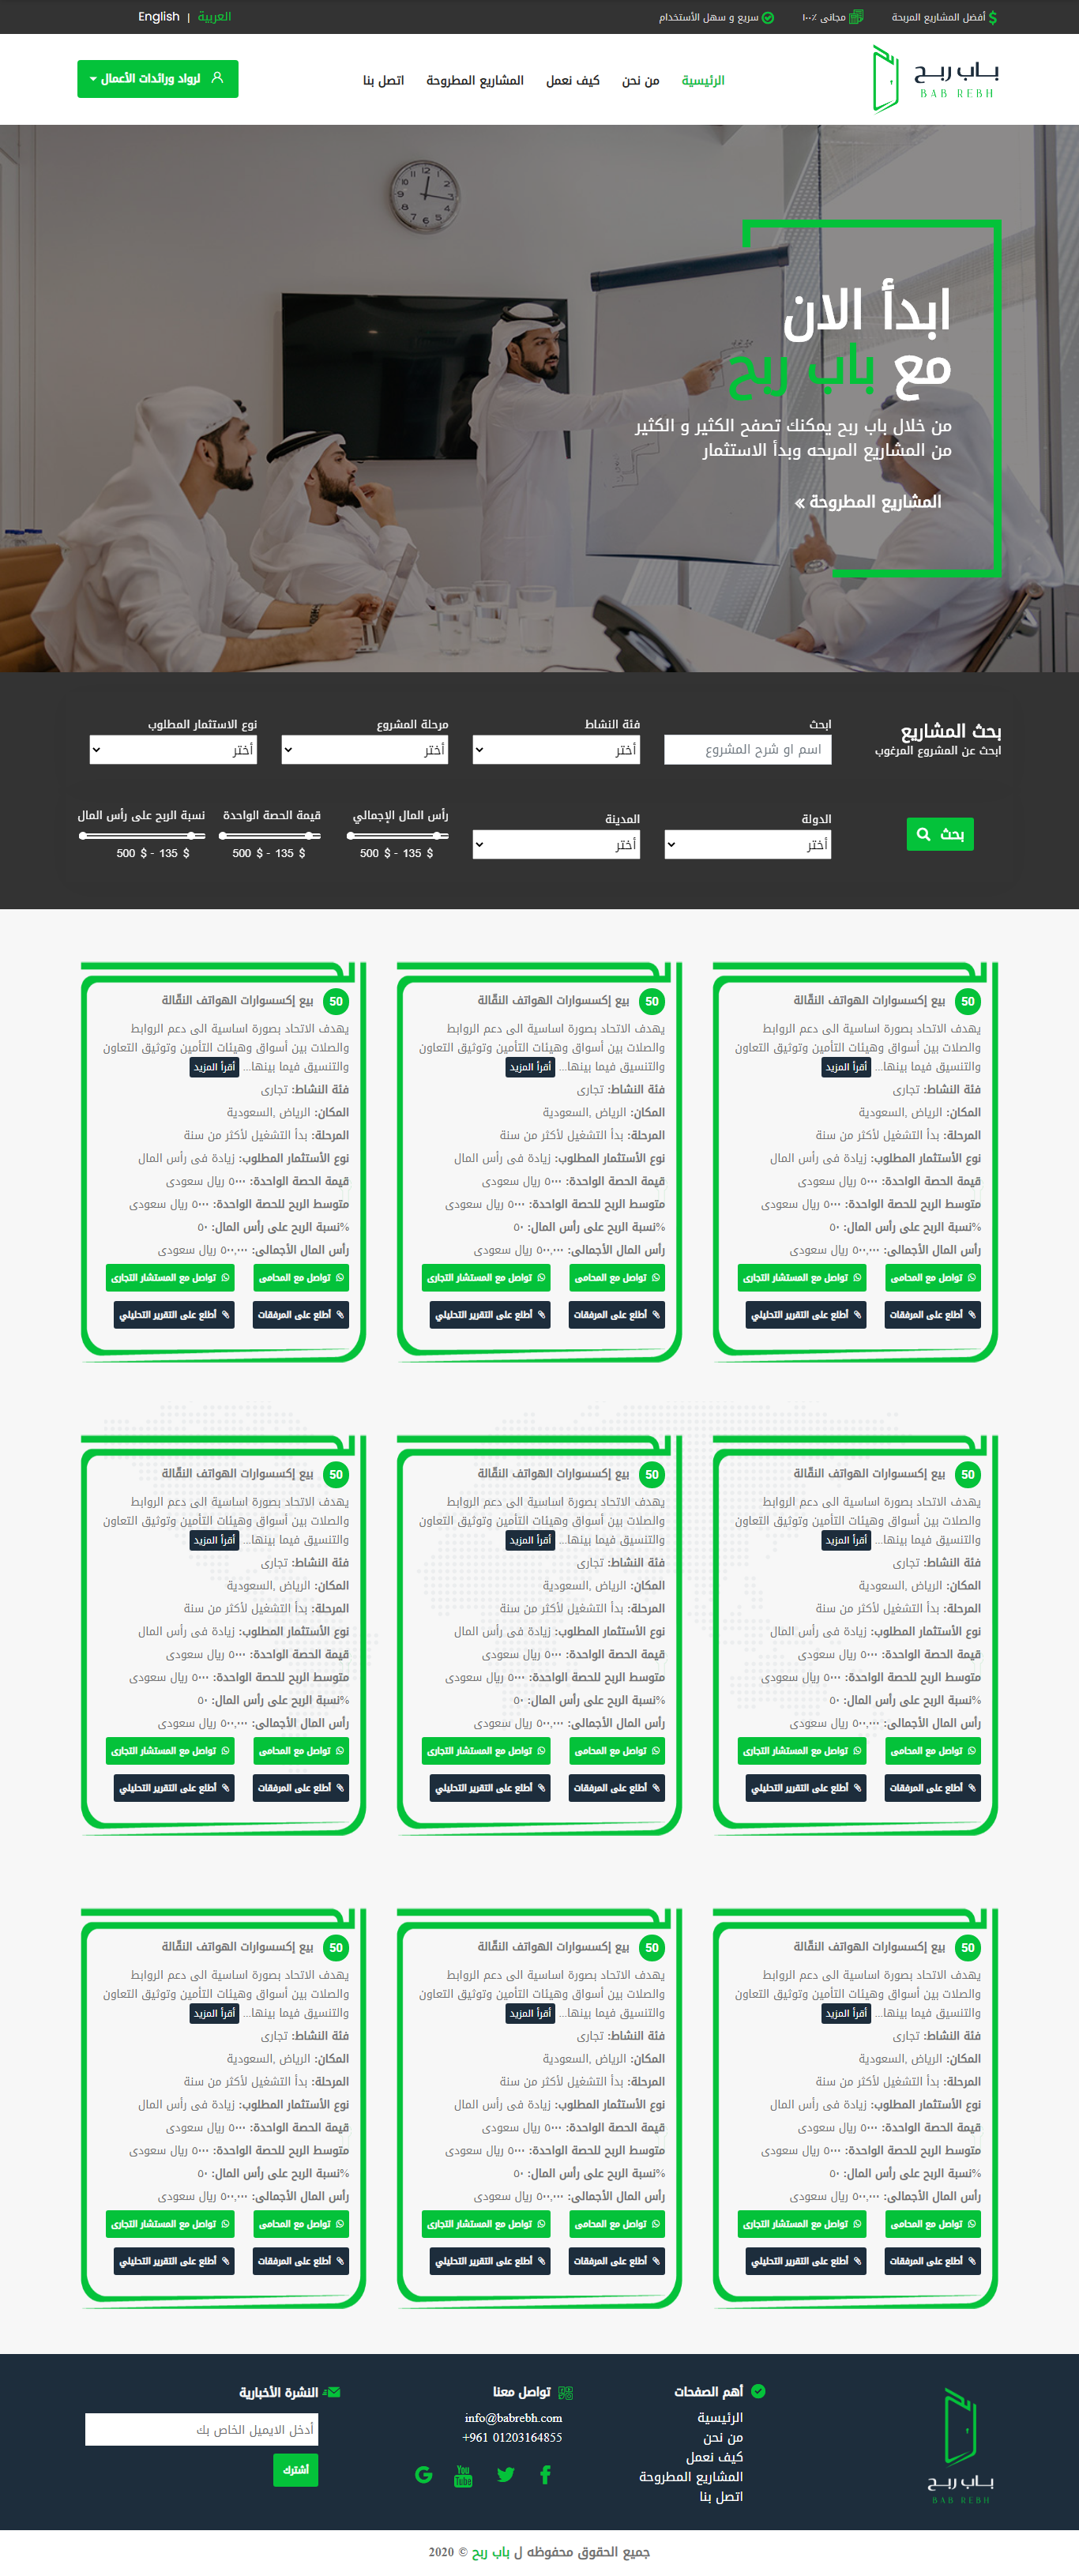 أفضل المشاريع المربحة
مجانى ١٠٠٪
سريع و سهل الأستخدام
العربية | English
بـاب ربـح
BAB REBH
الرئيسية
من نحن
كيف نعمل
المشاريع المطروحة
اتصل بنا
لرواد ورائدات الأعمال
ابدأ الان
مع باب ربح
من خلال باب ربح يمكنك تصفح الكثير و الكثير
من المشاريع المربحه وبدأ الاستثمار
المشاريع المطروحة »
بحث المشاريع
ابحث عن المشروع المرغوب
ابحث
فئة النشاط
مرحلة المشروع
نوع الاستثمار المطلوب
اسم او شرح المشروع
أختر
أختر
أختر
الدولة
المدينة
رأس المال الإجمالي
قيمة الحصة الواحدة
نسبة الربح على رأس المال
بحث
أختر
أختر
500 $ - 135 $
500 $ - 135 $
500 $ - 135 $
50 بيع إكسسوارات الهواتف النقّالة
يهدف الاتحاد بصورة اساسية الى دعم الروابط
والصلات بين أسواق وهيئات التأمين وتوثيق التعاون
والتنسيق فيما بينها... أقرأ المزيد
فئة النشاط: تجارى
المكان: الرياض ,السعودية
المرحلة: بدأ التشغيل لأكثر من سنة
نوع الأستثمار المطلوب: زيادة فى رأس المال
قيمة الحصة الواحدة: ٥٠٠٠ ريال سعودى
متوسط الربح للحصة الواحدة: ٥٠٠٠ ريال سعودى
%نسبة الربح على رأس المال: ٥٠
رأس المال الأجمالى: ٥٠٠,٠٠٠ ريال سعودى
تواصل مع المحامى
تواصل مع المستشار التجارى
أطلع على المرفقات
أطلع على التقرير التحليلي
50 بيع إكسسوارات الهواتف النقّالة
يهدف الاتحاد بصورة اساسية الى دعم الروابط
والصلات بين أسواق وهيئات التأمين وتوثيق التعاون
والتنسيق فيما بينها... أقرأ المزيد
فئة النشاط: تجارى
المكان: الرياض ,السعودية
المرحلة: بدأ التشغيل لأكثر من سنة
نوع الأستثمار المطلوب: زيادة فى رأس المال
قيمة الحصة الواحدة: ٥٠٠٠ ريال سعودى
متوسط الربح للحصة الواحدة: ٥٠٠٠ ريال سعودى
%نسبة الربح على رأس المال: ٥٠
رأس المال الأجمالى: ٥٠٠,٠٠٠ ريال سعودى
تواصل مع المحامى
تواصل مع المستشار التجارى
أطلع على المرفقات
أطلع على التقرير التحليلي
50 بيع إكسسوارات الهواتف النقّالة
يهدف الاتحاد بصورة اساسية الى دعم الروابط
والصلات بين أسواق وهيئات التأمين وتوثيق التعاون
والتنسيق فيما بينها... أقرأ المزيد
فئة النشاط: تجارى
المكان: الرياض ,السعودية
المرحلة: بدأ التشغيل لأكثر من سنة
نوع الأستثمار المطلوب: زيادة فى رأس المال
قيمة الحصة الواحدة: ٥٠٠٠ ريال سعودى
متوسط الربح للحصة الواحدة: ٥٠٠٠ ريال سعودى
%نسبة الربح على رأس المال: ٥٠
رأس المال الأجمالى: ٥٠٠,٠٠٠ ريال سعودى
تواصل مع المحامى
تواصل مع المستشار التجارى
أطلع على المرفقات
أطلع على التقرير التحليلي
50 بيع إكسسوارات الهواتف النقّالة
يهدف الاتحاد بصورة اساسية الى دعم الروابط
والصلات بين أسواق وهيئات التأمين وتوثيق التعاون
والتنسيق فيما بينها... أقرأ المزيد
فئة النشاط: تجارى
المكان: الرياض ,السعودية
المرحلة: بدأ التشغيل لأكثر من سنة
نوع الأستثمار المطلوب: زيادة فى رأس المال
قيمة الحصة الواحدة: ٥٠٠٠ ريال سعودى
متوسط الربح للحصة الواحدة: ٥٠٠٠ ريال سعودى
%نسبة الربح على رأس المال: ٥٠
رأس المال الأجمالى: ٥٠٠,٠٠٠ ريال سعودى
تواصل مع المحامى
تواصل مع المستشار التجارى
أطلع على المرفقات
أطلع على التقرير التحليلي
50 بيع إكسسوارات الهواتف النقّالة
يهدف الاتحاد بصورة اساسية الى دعم الروابط
والصلات بين أسواق وهيئات التأمين وتوثيق التعاون
والتنسيق فيما بينها... أقرأ المزيد
فئة النشاط: تجارى
المكان: الرياض ,السعودية
المرحلة: بدأ التشغيل لأكثر من سنة
نوع الأستثمار المطلوب: زيادة فى رأس المال
قيمة الحصة الواحدة: ٥٠٠٠ ريال سعودى
متوسط الربح للحصة الواحدة: ٥٠٠٠ ريال سعودى
%نسبة الربح على رأس المال: ٥٠
رأس المال الأجمالى: ٥٠٠,٠٠٠ ريال سعودى
تواصل مع المحامى
تواصل مع المستشار التجارى
أطلع على المرفقات
أطلع على التقرير التحليلي
50 بيع إكسسوارات الهواتف النقّالة
يهدف الاتحاد بصورة اساسية الى دعم الروابط
والصلات بين أسواق وهيئات التأمين وتوثيق التعاون
والتنسيق فيما بينها... أقرأ المزيد
فئة النشاط: تجارى
المكان: الرياض ,السعودية
المرحلة: بدأ التشغيل لأكثر من سنة
نوع الأستثمار المطلوب: زيادة فى رأس المال
قيمة الحصة الواحدة: ٥٠٠٠ ريال سعودى
متوسط الربح للحصة الواحدة: ٥٠٠٠ ريال سعودى
%نسبة الربح على رأس المال: ٥٠
رأس المال الأجمالى: ٥٠٠,٠٠٠ ريال سعودى
تواصل مع المحامى
تواصل مع المستشار التجارى
أطلع على المرفقات
أطلع على التقرير التحليلي
50 بيع إكسسوارات الهواتف النقّالة
يهدف الاتحاد بصورة اساسية الى دعم الروابط
والصلات بين أسواق وهيئات التأمين وتوثيق التعاون
والتنسيق فيما بينها... أقرأ المزيد
فئة النشاط: تجارى
المكان: الرياض ,السعودية
المرحلة: بدأ التشغيل لأكثر من سنة
نوع الأستثمار المطلوب: زيادة فى رأس المال
قيمة الحصة الواحدة: ٥٠٠٠ ريال سعودى
متوسط الربح للحصة الواحدة: ٥٠٠٠ ريال سعودى
%نسبة الربح على رأس المال: ٥٠
رأس المال الأجمالى: ٥٠٠,٠٠٠ ريال سعودى
تواصل مع المحامى
تواصل مع المستشار التجارى
أطلع على المرفقات
أطلع على التقرير التحليلي
50 بيع إكسسوارات الهواتف النقّالة
يهدف الاتحاد بصورة اساسية الى دعم الروابط
والصلات بين أسواق وهيئات التأمين وتوثيق التعاون
والتنسيق فيما بينها... أقرأ المزيد
فئة النشاط: تجارى
المكان: الرياض ,السعودية
المرحلة: بدأ التشغيل لأكثر من سنة
نوع الأستثمار المطلوب: زيادة فى رأس المال
قيمة الحصة الواحدة: ٥٠٠٠ ريال سعودى
متوسط الربح للحصة الواحدة: ٥٠٠٠ ريال سعودى
%نسبة الربح على رأس المال: ٥٠
رأس المال الأجمالى: ٥٠٠,٠٠٠ ريال سعودى
تواصل مع المحامى
تواصل مع المستشار التجارى
أطلع على المرفقات
أطلع على التقرير التحليلي
50 بيع إكسسوارات الهواتف النقّالة
يهدف الاتحاد بصورة اساسية الى دعم الروابط
والصلات بين أسواق وهيئات التأمين وتوثيق التعاون
والتنسيق فيما بينها... أقرأ المزيد
فئة النشاط: تجارى
المكان: الرياض ,السعودية
المرحلة: بدأ التشغيل لأكثر من سنة
نوع الأستثمار المطلوب: زيادة فى رأس المال
قيمة الحصة الواحدة: ٥٠٠٠ ريال سعودى
متوسط الربح للحصة الواحدة: ٥٠٠٠ ريال سعودى
%نسبة الربح على رأس المال: ٥٠
رأس المال الأجمالى: ٥٠٠,٠٠٠ ريال سعودى
تواصل مع المحامى
تواصل مع المستشار التجارى
أطلع على المرفقات
أطلع على التقرير التحليلي
بـاب ربـح
BAB REBH
أهم الصفحات
الرئيسية
من نحن
كيف نعمل
المشاريع المطروحة
اتصل بنا
تواصل معنا
info@babrebh.com
+961 01203164855
You
Tube
النشرة الأخبارية
أدخل الايميل الخاص بك
أشترك
جميع الحقوق محفوظه ل باب ربح © 2020